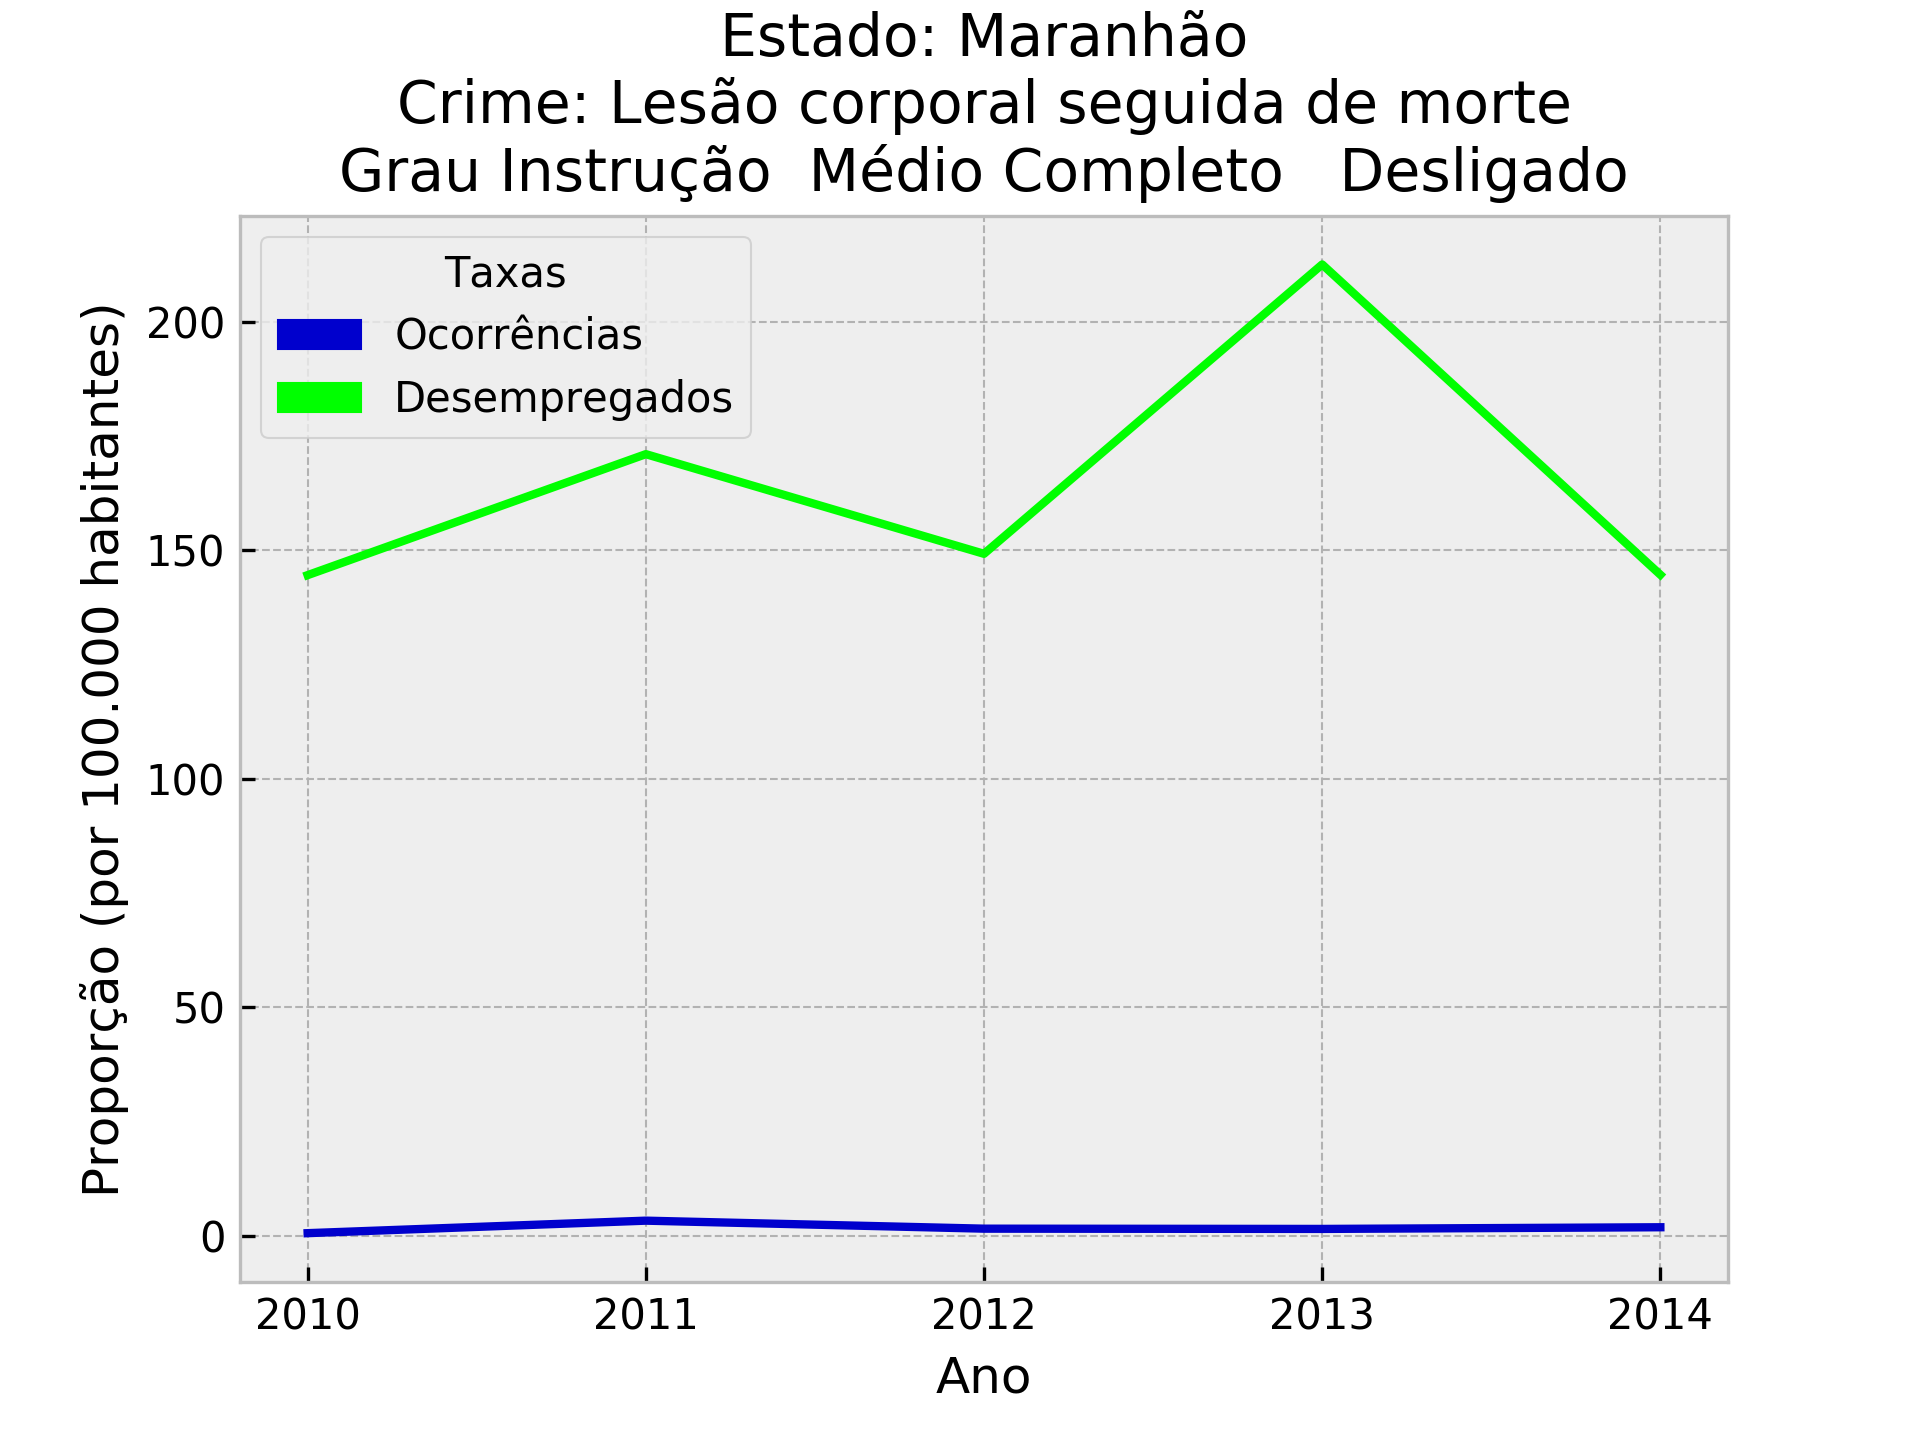 Estado: Maranhão
Crime: Lesão corporal seguida de morte
Grau Instrução  Médio Completo   Desligado
Taxas
Ocorrências
Desempregados
Proporção (por 100.000 habitantes)
200
150
100
50
0
2010 2011 2012 2013 2014
Ano